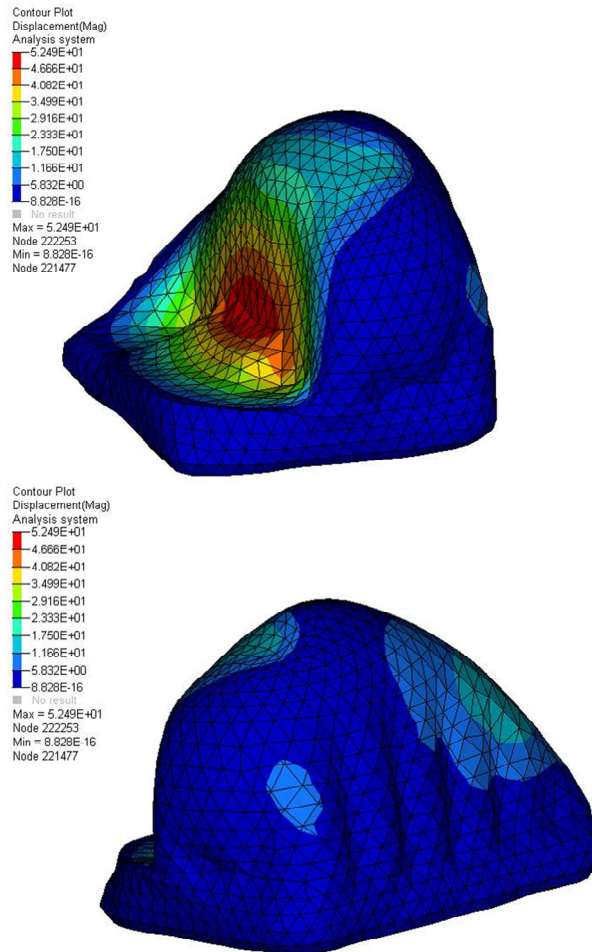 Contour Plot
Displacement(Mag)
Analysis system
5.249E+01
4.666E+01
4.082E+01
3.499E+01
2.916E+01
2.333E+01
1.750E+01
1.166E+01
5.832E+00
8.828E-16
No result
Max = 5.249E+01
Node 222253
Min = 8.828E-16
Node 221477
Contour Plot
Displacement(Mag)
Analysis system
5.249E+01
4.666E+01
4.082E+01
3.499E+01
2.916E+01
2.333E+01
1.750E+01
1.166E+01
5.832E+00
8.828E-16
No result
Max = 5.249E+01
Node 222253
Min = 8.828E-16
Node 221477